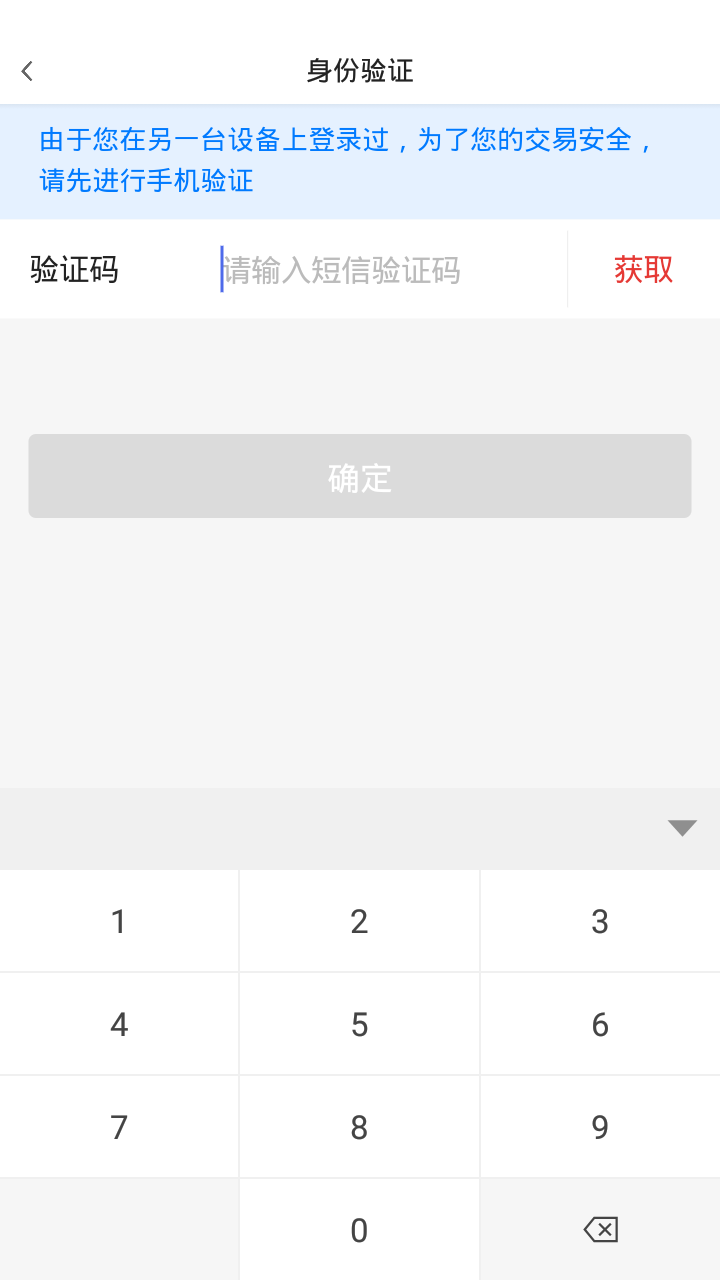 身份验证
由于您在另一台设备上登录过，为了您的交易安全，
请先进行手机验证
验证码 请输入短信验证码 获取
确定
1 2 3
4 5 6
7 8 9
0